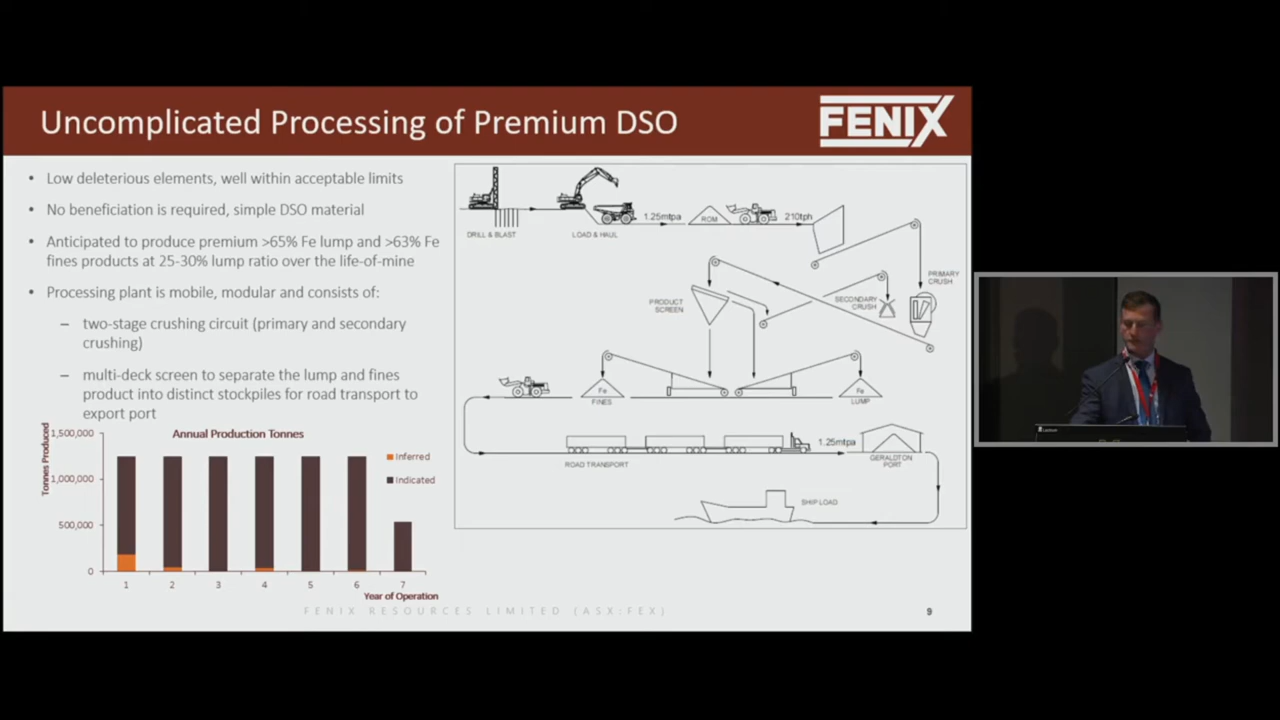 Uncomplicated Processing of Premium DSO
FENIX
• Low deleterious elements, well within acceptable limits
• No beneficiation is required, simple DSO material
• Anticipated to produce premium >65% Fe lump and >63% Fe
fines products at 25-30% lump ratio over the life-of-mine
• Processing plant is mobile, modular and consists of:
– two-stage crushing circuit (primary and secondary
crushing)
– multi-deck screen to separate the lump and fines
product into distinct stockpiles for road transport to
export port
Annual Production Tonnes
Tonnes Produced
1,500,000
1,000,000
500,000
0
1 2 3 4 5 6 7
Year of Operation
Inferred
Indicated
DRILL & BLAST
LOAD & HAUL
1.25mtpa
ROM
210tph
PRIMARY
CRUSH
SECONDARY
CRUSH
PRODUCT
SCREEN
Fe
FINES
Fe
LUMP
ROAD TRANSPORT
1.25mtpa
GERALDTON
PORT
SHIP LOAD
FENIX RESOURCES LIMITED (ASX:FEX)
9